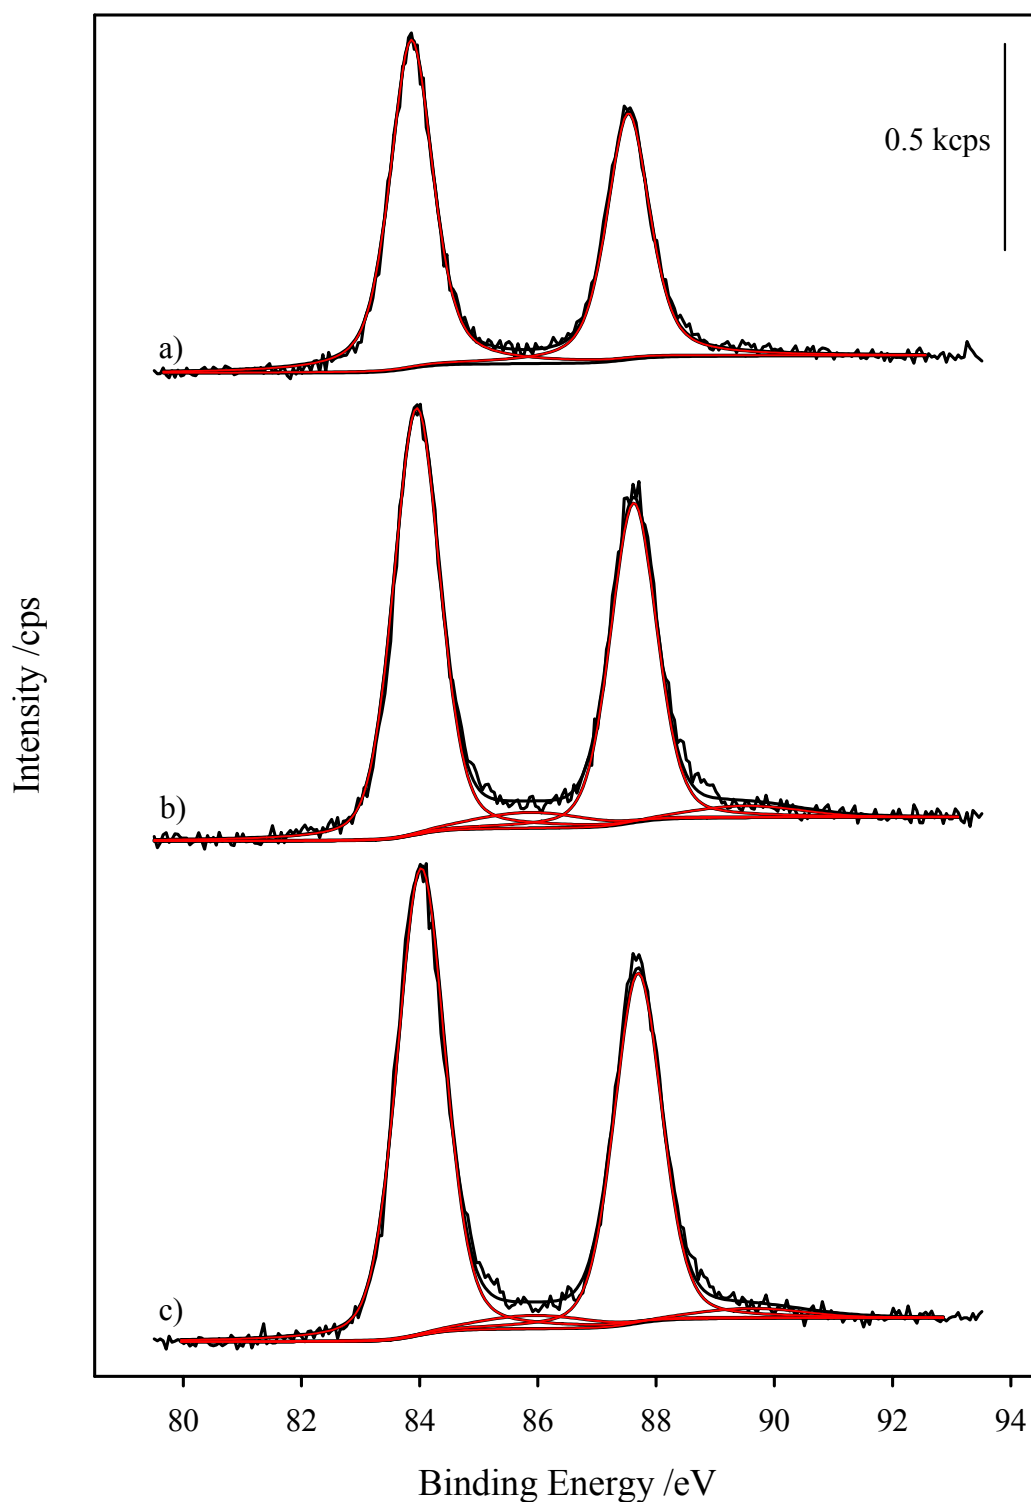 0.5 kcps
a)
b)
c)
Intensity /cps
80 82 84 86 88 90 92 94
Binding Energy /eV